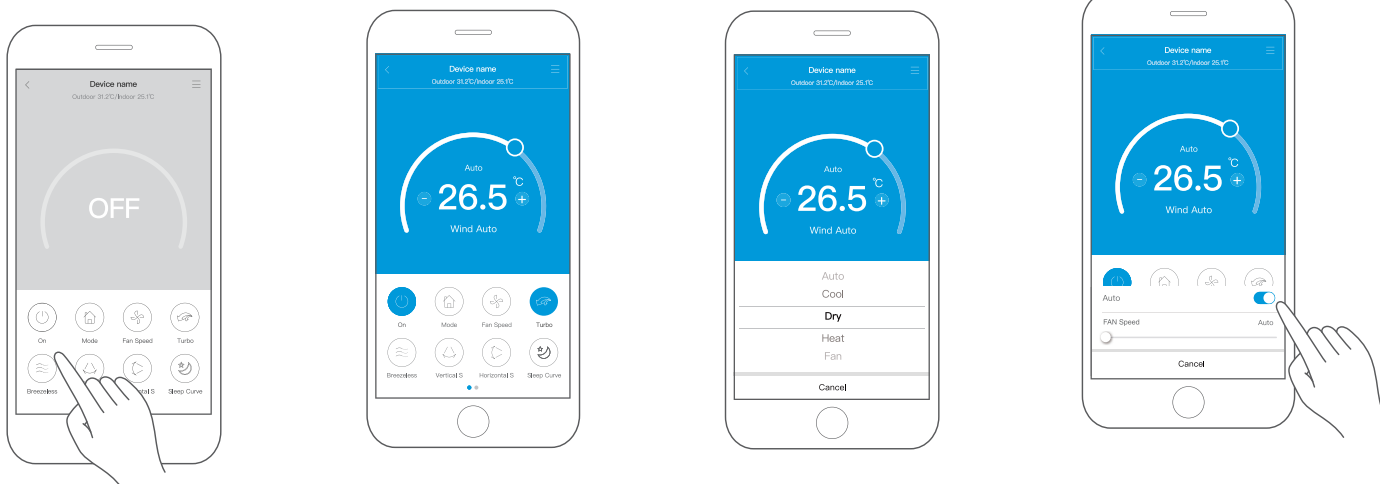 Device name
Outdoor 31.2℃/Indoor 25.1℃
OFF
On Mode Fan Speed Turbo
Breezeless ontal.S Sleep Curve
Device name
Outdoor 31.2℃/Indoor 25.1℃
Auto
26.5 ℃
Wind Auto
On Mode Fan Speed Turbo
Breezeless Vertical.S Horizontal.S Sleep Curve
Device name
Outdoor 31.2℃/Indoor 25.1℃
Auto
26.5 ℃
Wind Auto
Auto
Cool
Dry
Heat
Fan
Cancel
Device name
Outdoor 31.2℃/Indoor 25.1℃
Auto
26.5 ℃
Wind Auto
Auto
FAN Speed Auto
Cancel